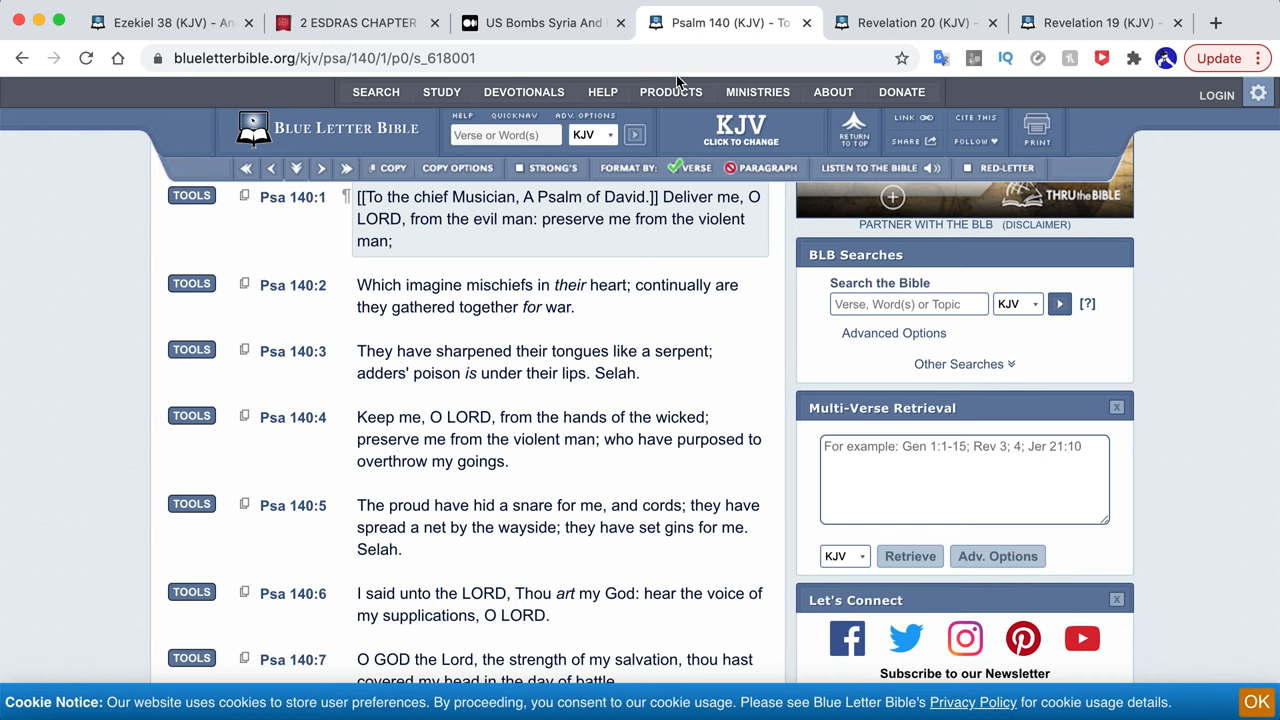 Ezekiel 38 (KJV) - An
2 ESDRAS CHAPTER
US Bombs Syria And
Psalm 140 (KJV) - To
Revelation 20 (KJV) -
Revelation 19 (KJV) -
blueletterbible.org/kjv/psa/140/1/p0/s_618001
Update
SEARCH STUDY DEVOTIONALS HELP PRODUCTS MINISTRIES ABOUT DONATE
LOGIN
BLUE LETTER BIBLE
HELP QUICKNAV ADV. OPTIONS
Verse or Word(s) KJV
KJV
CLICK TO CHANGE
RETURN
TO TOP
LINK CITE THIS
SHARE FOLLOW
PRINT
COPY COPY OPTIONS STRONG'S FORMAT BY: VERSE PARAGRAPH LISTEN TO THE BIBLE RED-LETTER
TOOLS Psa 140:1 ¶ [[To the chief Musician, A Psalm of David.]] Deliver me, O
LORD, from the evil man: preserve me from the violent
man;
TOOLS Psa 140:2 Which imagine mischiefs in their heart; continually are
they gathered together for war.
TOOLS Psa 140:3 They have sharpened their tongues like a serpent;
adders' poison is under their lips. Selah.
TOOLS Psa 140:4 Keep me, O LORD, from the hands of the wicked;
preserve me from the violent man; who have purposed to
overthrow my goings.
TOOLS Psa 140:5 The proud have hid a snare for me, and cords; they have
spread a net by the wayside; they have set gins for me.
Selah.
TOOLS Psa 140:6 I said unto the LORD, Thou art my God: hear the voice of
my supplications, O LORD.
TOOLS Psa 140:7 O GOD the Lord, the strength of my salvation, thou hast
covered my head in the day of battle.
THRU the BIBLE
PARTNER WITH THE BLB (DISCLAIMER)
BLB Searches
Search the Bible
Verse, Word(s) or Topic KJV [?]
Advanced Options
Other Searches
Multi-Verse Retrieval
For example: Gen 1:1-15; Rev 3; 4; Jer 21:10
KJV Retrieve Adv. Options
Let's Connect
Subscribe to our Newsletter
Cookie Notice: Our website uses cookies to store user preferences. By proceeding, you consent to our cookie usage. Please see Blue Letter Bible's Privacy Policy for cookie usage details.
OK